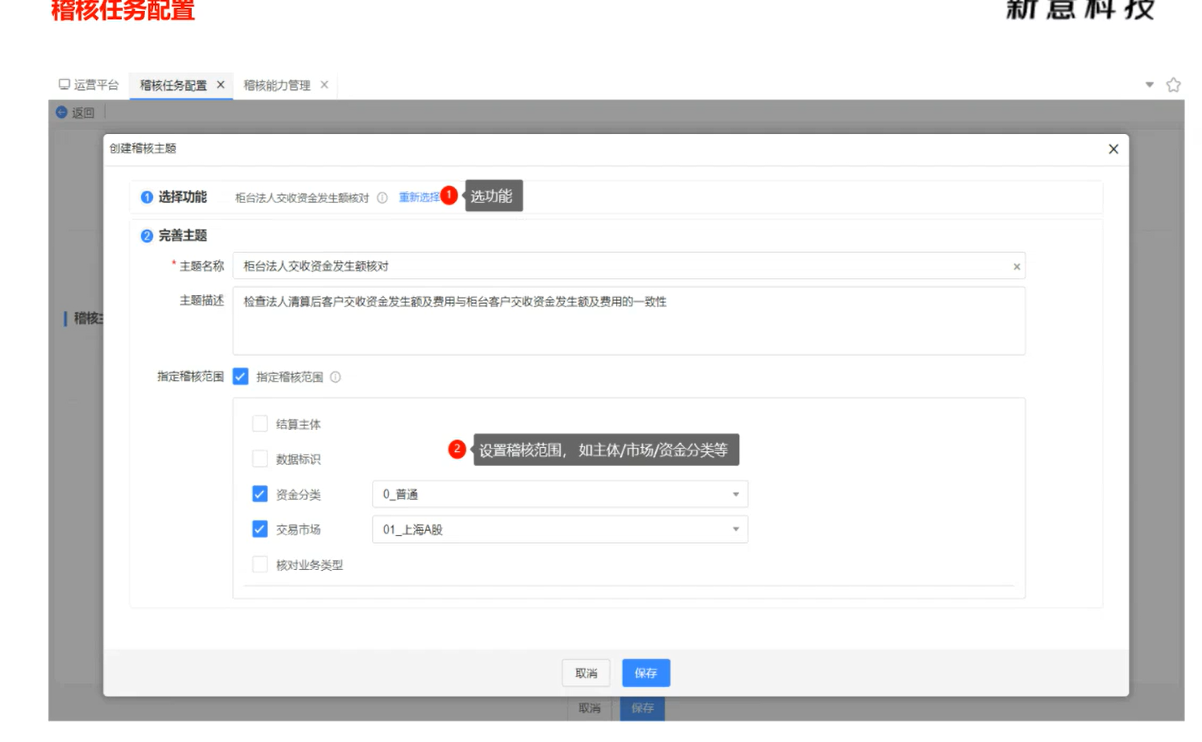 稽核任务配置
新意科技
运营平台 稽核任务配置 × 稽核能力管理 ×
返回
创建稽核主题
1 选择功能 柜台法人交收资金发生额核对 重新选择 1 选功能
2 完善主题
* 主题名称 柜台法人交收资金发生额核对
主题描述 检查法人清算后客户交收资金发生额及费用与柜台客户交收资金发生额及费用的一致性
稽核
指定稽核范围 指定稽核范围
结算主体
2 设置稽核范围， 如主体/市场/资金分类等
数据标识
资金分类 0_普通
交易市场 01_上海A股
核对业务类型
取消 保存
取消 保存